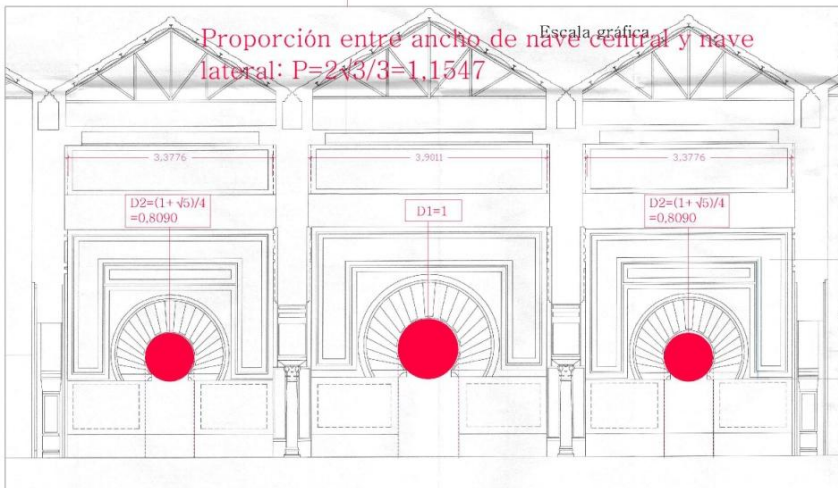 Escala gráfica
Proporción entre ancho de nave central y nave
lateral: P=2√3/3=1,1547
3,3776
3,9011
3,3776
D2=(1+ √5)/4
=0,8090
D1=1
D2=(1+ √5)/4
=0,8090